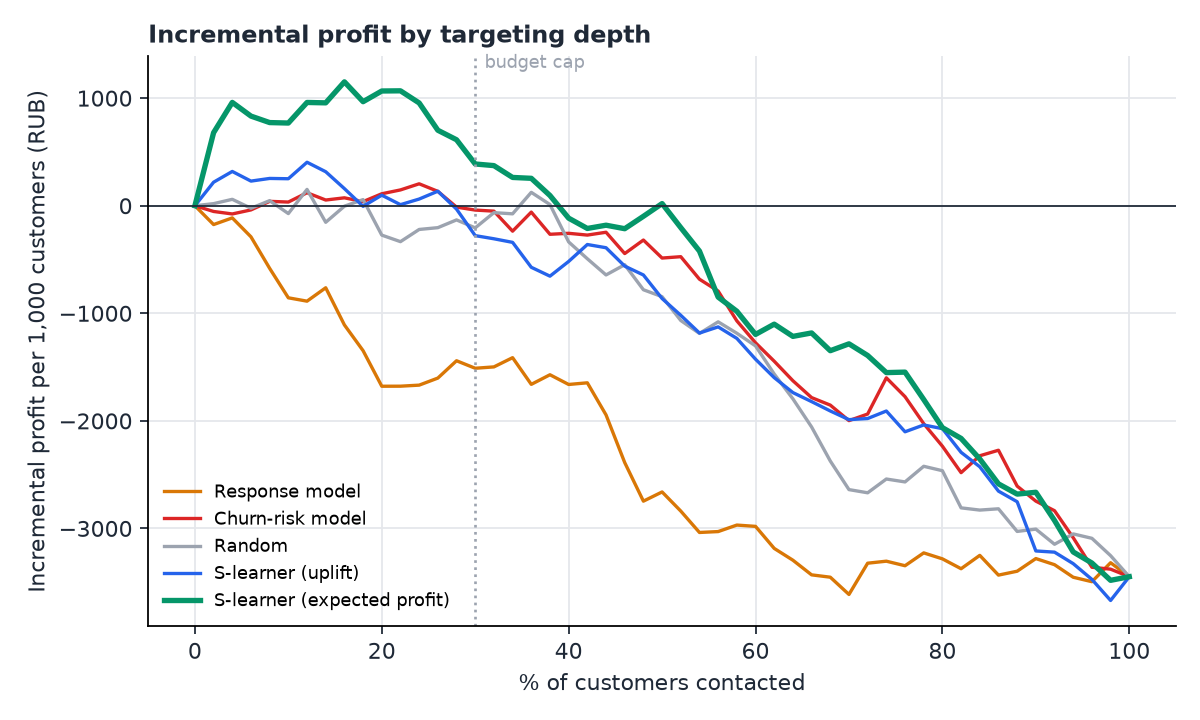 Incremental profit by targeting depth
budget cap
Incremental profit per 1,000 customers (RUB)
1000
0
−1000
−2000
−3000
Response model
Churn-risk model
Random
S-learner (uplift)
S-learner (expected profit)
0 20 40 60 80 100
% of customers contacted